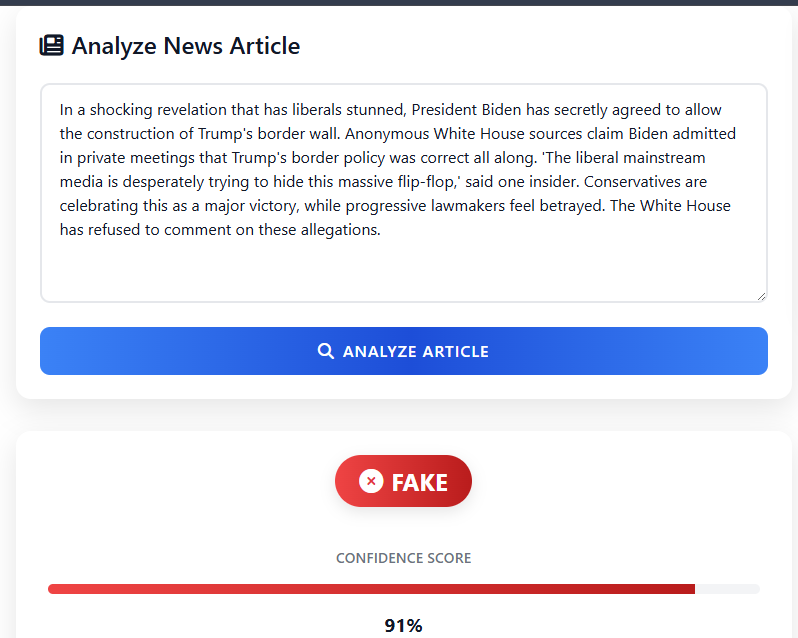 Analyze News Article
In a shocking revelation that has liberals stunned, President Biden has secretly agreed to allow
the construction of Trump's border wall. Anonymous White House sources claim Biden admitted
in private meetings that Trump's border policy was correct all along. 'The liberal mainstream
media is desperately trying to hide this massive flip-flop,' said one insider. Conservatives are
celebrating this as a major victory, while progressive lawmakers feel betrayed. The White House
has refused to comment on these allegations.
ANALYZE ARTICLE
FAKE
CONFIDENCE SCORE
91%